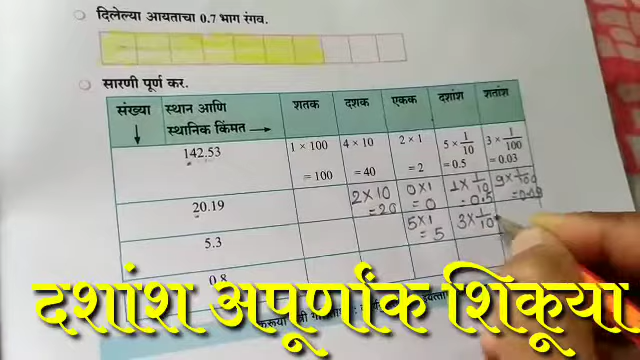 दिलेल्या आयताचा 0.7 भाग रंगव.
सारणी पूर्ण कर.
संख्या स्थान आणि स्थानिक किंमत → शतक दशक एकक दशांश शतांश
142.53 1 × 100 = 100 4 × 10 = 40 2 × 1 = 2 5 × 1/10 = 0.5 3 × 1/100 = 0.03
20.19 2 × 10 = 20 0 × 1 = 0 1 × 1/10 = 0.5 9 × 1/100 = 0.09
5.3 5 × 1 = 5 3 × 1/10
0.8
दशांश अपूर्णांक शिकूया